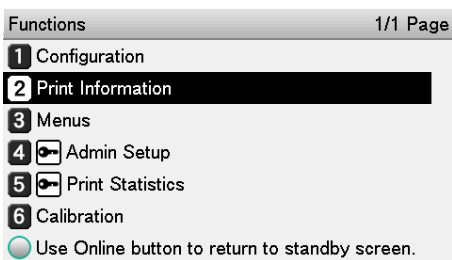 Functions 1/1 Page
1 Configuration
2 Print Information
3 Menus
4 Admin Setup
5 Print Statistics
6 Calibration
Use Online button to return to standby screen.